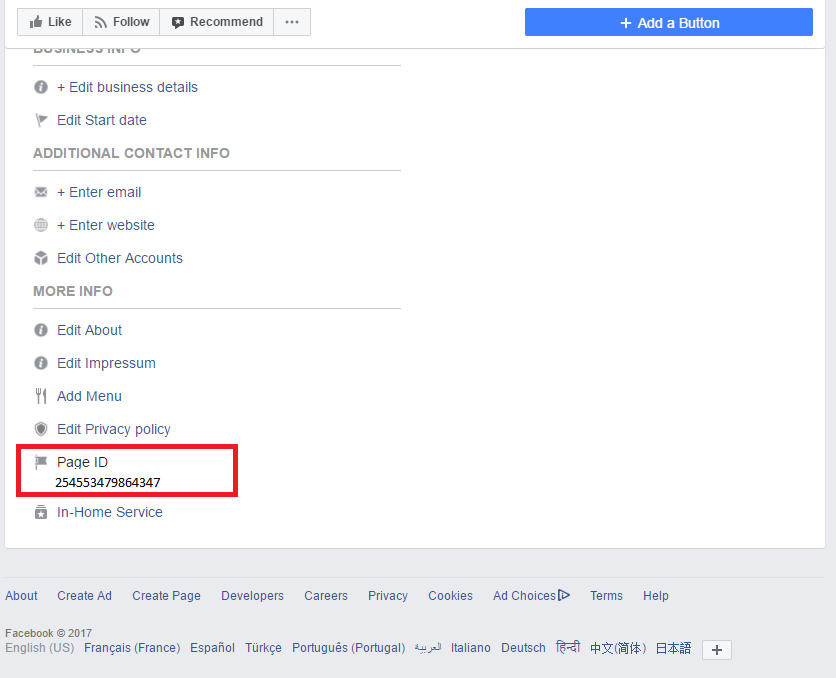 Like Follow Recommend ... + Add a Button
BUSINESS INFO
+ Edit business details
Edit Start date
ADDITIONAL CONTACT INFO
+ Enter email
+ Enter website
Edit Other Accounts
MORE INFO
Edit About
Edit Impressum
Add Menu
Edit Privacy policy
Page ID
254553479864347
In-Home Service
About Create Ad Create Page Developers Careers Privacy Cookies Ad Choices Terms Help
Facebook © 2017
English (US) Français (France) Español Türkçe Português (Portugal) العربية Italiano Deutsch हिन्दी 中文(简体) 日本語 +